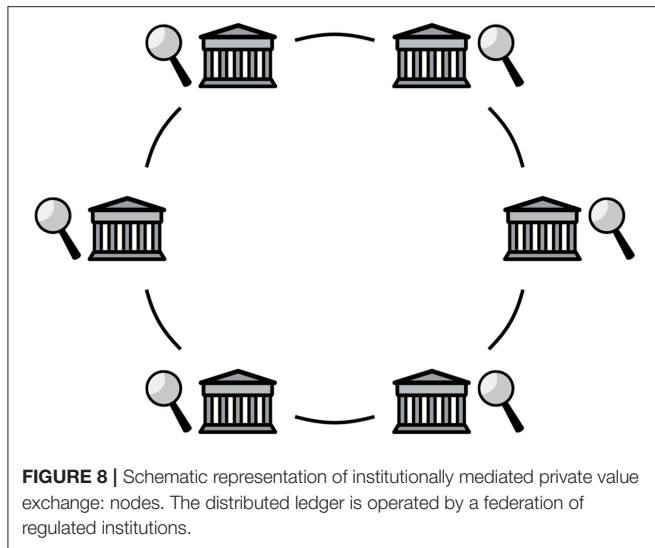 FIGURE 8 | Schematic representation of institutionally mediated private value
exchange: nodes. The distributed ledger is operated by a federation of
regulated institutions.